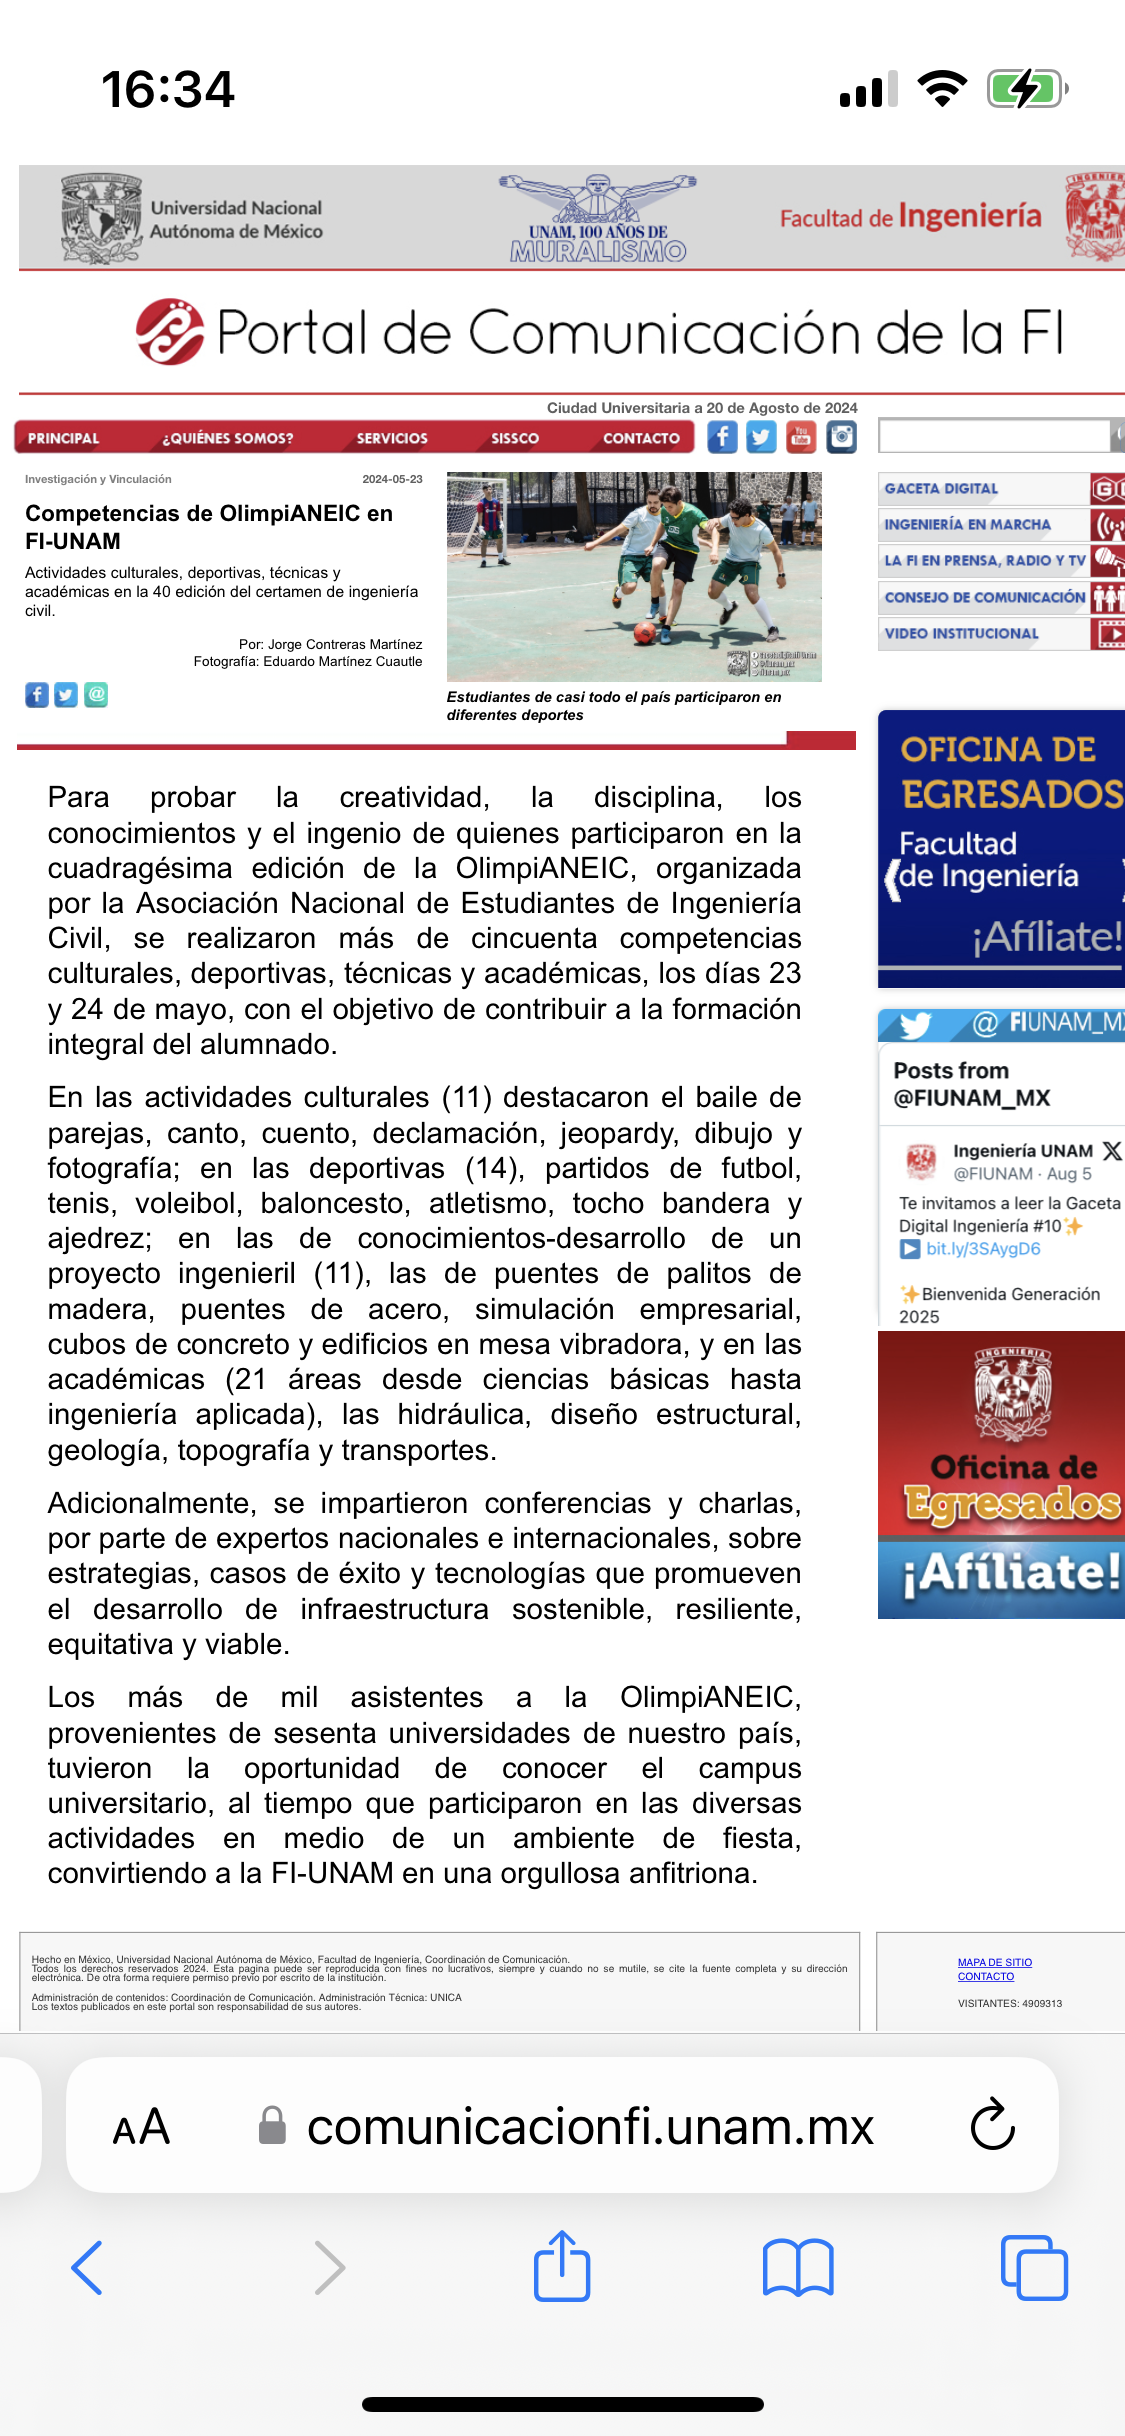 16:34
Universidad Nacional
Autónoma de México
UNAM, 100 AÑOS DE
MURALISMO
Facultad de Ingeniería
INGENIERIA
Portal de Comunicación de la FI
Ciudad Universitaria a 20 de Agosto de 2024
PRINCIPAL ¿QUIÉNES SOMOS? SERVICIOS SISSCO CONTACTO
You Tube
Investigación y Vinculación 2024-05-23
Competencias de OlimpiANEIC en
FI-UNAM
Actividades culturales, deportivas, técnicas y
académicas en la 40 edición del certamen de ingeniería
civil.
Por: Jorge Contreras Martínez
Fotografía: Eduardo Martínez Cuautle
Estudiantes de casi todo el país participaron en
diferentes deportes
GACETA DIGITAL
INGENIERÍA EN MARCHA
LA FI EN PRENSA, RADIO Y TV
CONSEJO DE COMUNICACIÓN
VIDEO INSTITUCIONAL
Para probar la creatividad, la disciplina, los
conocimientos y el ingenio de quienes participaron en la
cuadragésima edición de la OlimpiANEIC, organizada
por la Asociación Nacional de Estudiantes de Ingeniería
Civil, se realizaron más de cincuenta competencias
culturales, deportivas, técnicas y académicas, los días 23
y 24 de mayo, con el objetivo de contribuir a la formación
integral del alumnado.
En las actividades culturales (11) destacaron el baile de
parejas, canto, cuento, declamación, jeopardy, dibujo y
fotografía; en las deportivas (14), partidos de futbol,
tenis, voleibol, baloncesto, atletismo, tocho bandera y
ajedrez; en las de conocimientos-desarrollo de un
proyecto ingenieril (11), las de puentes de palitos de
madera, puentes de acero, simulación empresarial,
cubos de concreto y edificios en mesa vibradora, y en las
académicas (21 áreas desde ciencias básicas hasta
ingeniería aplicada), las hidráulica, diseño estructural,
geología, topografía y transportes.
Adicionalmente, se impartieron conferencias y charlas,
por parte de expertos nacionales e internacionales, sobre
estrategias, casos de éxito y tecnologías que promueven
el desarrollo de infraestructura sostenible, resiliente,
equitativa y viable.
Los más de mil asistentes a la OlimpiANEIC,
provenientes de sesenta universidades de nuestro país,
tuvieron la oportunidad de conocer el campus
universitario, al tiempo que participaron en las diversas
actividades en medio de un ambiente de fiesta,
convirtiendo a la FI-UNAM en una orgullosa anfitriona.
OFICINA DE
EGRESADOS
Facultad
de Ingeniería
¡Afíliate!
@ FIUNAM_MX
Posts from
@FIUNAM_MX
Ingeniería UNAM
@FIUNAM · Aug 5
Te invitamos a leer la Gaceta
Digital Ingeniería #10✨
▶ bit.ly/3SAygD6
✨Bienvenida Generación
2025
INGENIERIA
Oficina de
Egresados
¡Afíliate!
Hecho en México, Universidad Nacional Autónoma de México, Facultad de Ingeniería, Coordinación de Comunicación.
Todos los derechos reservados 2024. Esta pagina puede ser reproducida con fines no lucrativos, siempre y cuando no se mutile, se cite la fuente completa y su dirección
electrónica. De otra forma requiere permiso previo por escrito de la institución.
Administración de contenidos: Coordinación de Comunicación. Administración Técnica: UNICA
Los textos publicados en este portal son responsabilidad de sus autores.
MAPA DE SITIO
CONTACTO
VISITANTES: 4909313
AA comunicacionfi.unam.mx